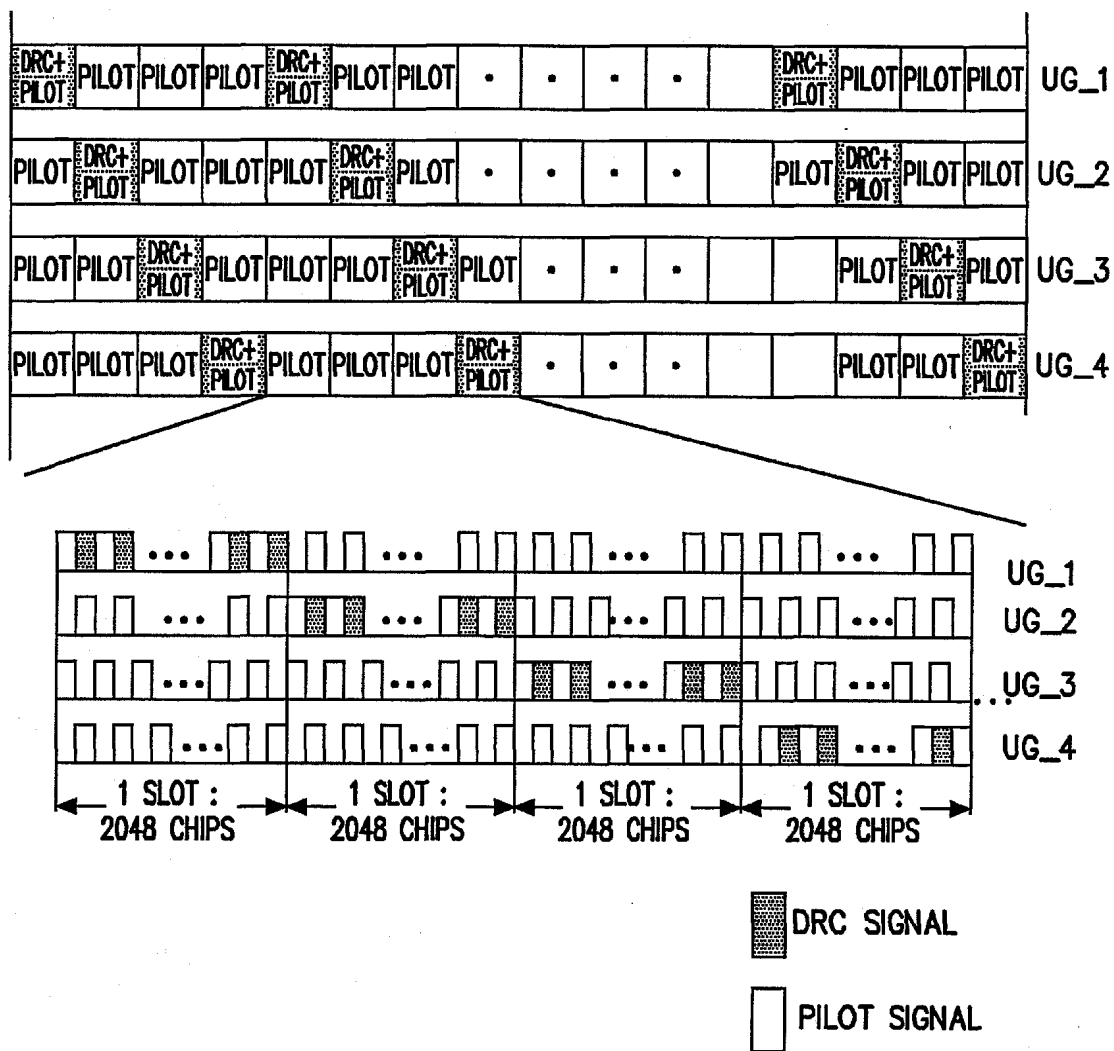 DRC+ PILOT PILOT PILOT PILOT DRC+ PILOT PILOT PILOT • • • • DRC+ PILOT PILOT PILOT PILOT UG_1
PILOT DRC+ PILOT PILOT PILOT PILOT DRC+ PILOT PILOT • • • • PILOT DRC+ PILOT PILOT PILOT UG_2
PILOT PILOT DRC+ PILOT PILOT PILOT PILOT DRC+ PILOT PILOT • • • PILOT DRC+ PILOT PILOT UG_3
PILOT PILOT PILOT DRC+ PILOT PILOT PILOT PILOT DRC+ PILOT • • • PILOT PILOT DRC+ PILOT UG_4
••• ••• ••• ••• UG_1
••• ••• ••• ••• UG_2
••• ••• ••• ••• ... UG_3
••• ••• ••• ••• UG_4
1 SLOT : 1 SLOT : 1 SLOT : 1 SLOT :
2048 CHIPS 2048 CHIPS 2048 CHIPS 2048 CHIPS
DRC SIGNAL
PILOT SIGNAL